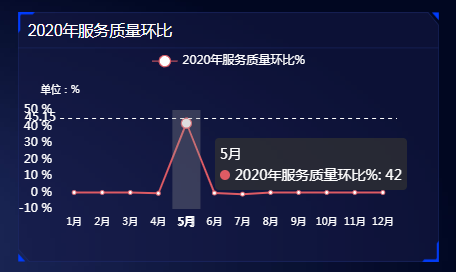 2020年服务质量环比
2020年服务质量环比%
单位：%
50 %
45.15
40 %
30 %
20 %
10 %
0 %
-10 %
5月
2020年服务质量环比%: 42
1月 2月 3月 4月 5月 6月 7月 8月 9月 10月 11月 12月